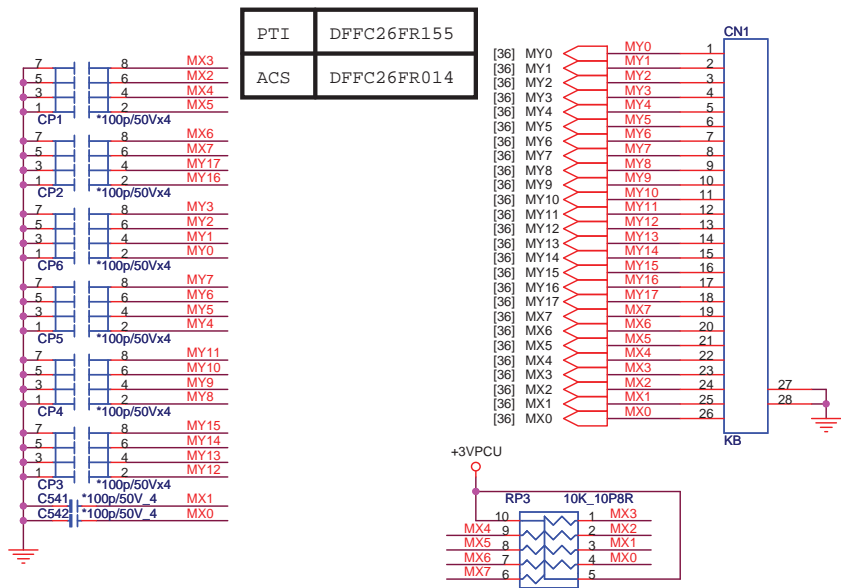 PTI DFFC26FR155
ACS DFFC26FR014
7 8 MX3
5 6 MX2
3 4 MX4
1 2 MX5
CP1 *100p/50Vx4
7 8 MX6
5 6 MX7
3 4 MY17
1 2 MY16
CP2 *100p/50Vx4
7 8 MY3
5 6 MY2
3 4 MY1
1 2 MY0
CP6 *100p/50Vx4
7 8 MY7
5 6 MY6
3 4 MY5
1 2 MY4
CP5 *100p/50Vx4
7 8 MY11
5 6 MY10
3 4 MY9
1 2 MY8
CP4 *100p/50Vx4
7 8 MY15
5 6 MY14
3 4 MY13
1 2 MY12
CP3 *100p/50Vx4
C541 *100p/50V_4 MX1
C542 *100p/50V_4 MX0
CN1
[36] MY0 MY0 1
[36] MY1 MY1 2
[36] MY2 MY2 3
[36] MY3 MY3 4
[36] MY4 MY4 5
[36] MY5 MY5 6
[36] MY6 MY6 7
[36] MY7 MY7 8
[36] MY8 MY8 9
[36] MY9 MY9 10
[36] MY10 MY10 11
[36] MY11 MY11 12
[36] MY12 MY12 13
[36] MY13 MY13 14
[36] MY14 MY14 15
[36] MY15 MY15 16
[36] MY16 MY16 17
[36] MY17 MY17 18
[36] MX7 MX7 19
[36] MX6 MX6 20
[36] MX5 MX5 21
[36] MX4 MX4 22
[36] MX3 MX3 23
[36] MX2 MX2 24 27
[36] MX1 MX1 25 28
[36] MX0 MX0 26
KB
+3VPCU
RP3 10K_10P8R
10 1 MX3
MX4 9 2 MX2
MX5 8 3 MX1
MX6 7 4 MX0
MX7 6 5